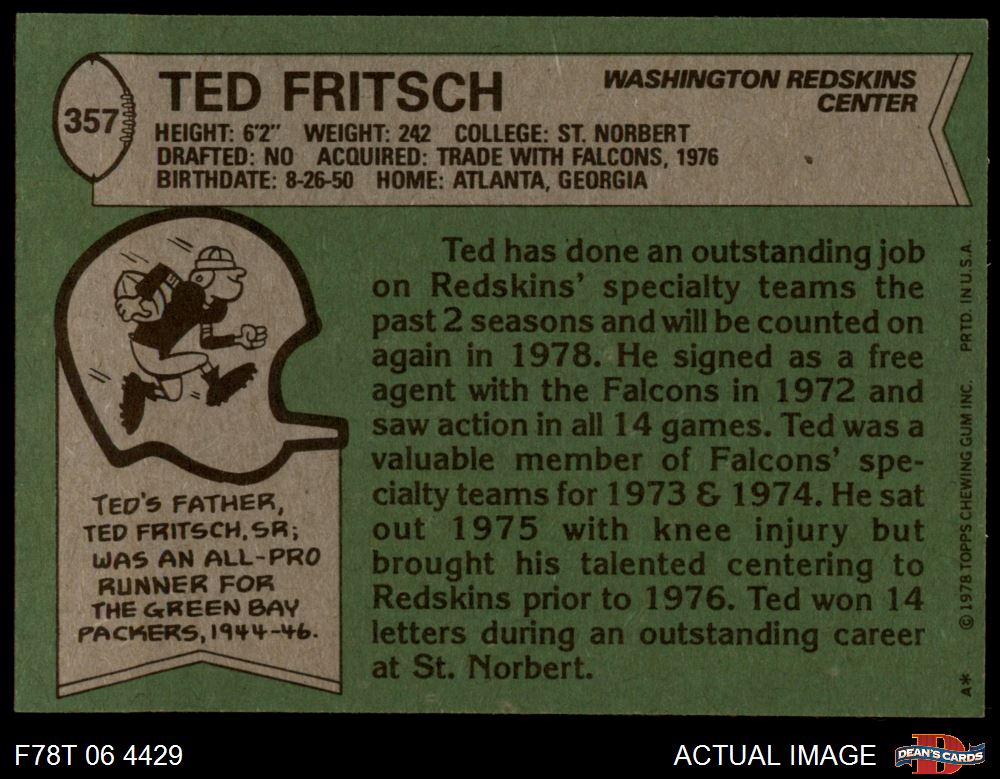 357
TED FRITSCH
WASHINGTON REDSKINS
CENTER
HEIGHT: 6'2" WEIGHT: 242 COLLEGE: ST. NORBERT
DRAFTED: NO ACQUIRED: TRADE WITH FALCONS, 1976
BIRTHDATE: 8-26-50 HOME: ATLANTA, GEORGIA
Ted has done an outstanding job
on Redskins' specialty teams the
past 2 seasons and will be counted on
again in 1978. He signed as a free
agent with the Falcons in 1972 and
saw action in all 14 games. Ted was a
valuable member of Falcons' spe-
cialty teams for 1973 & 1974. He sat
out 1975 with knee injury but
brought his talented centering to
Redskins prior to 1976. Ted won 14
letters during an outstanding career
at St. Norbert.
TED'S FATHER,
TED FRITSCH, SR;
WAS AN ALL-PRO
RUNNER FOR
THE GREEN BAY
PACKERS, 1944-46.
A* © 1978 TOPPS CHEWING GUM INC. PRTD. IN U.S.A.
F78T 06 4429
ACTUAL IMAGE
DEAN'S CARDS